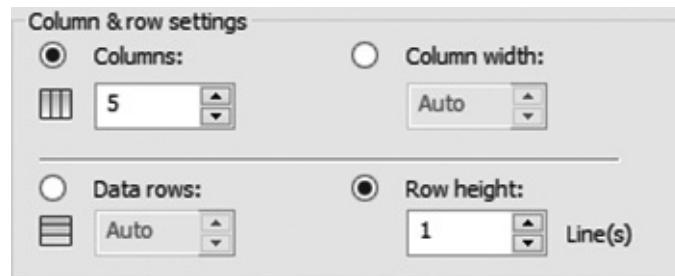 Column & row settings
Columns: Column width:
5 Auto
Data rows: Row height:
Auto 1 Line(s)